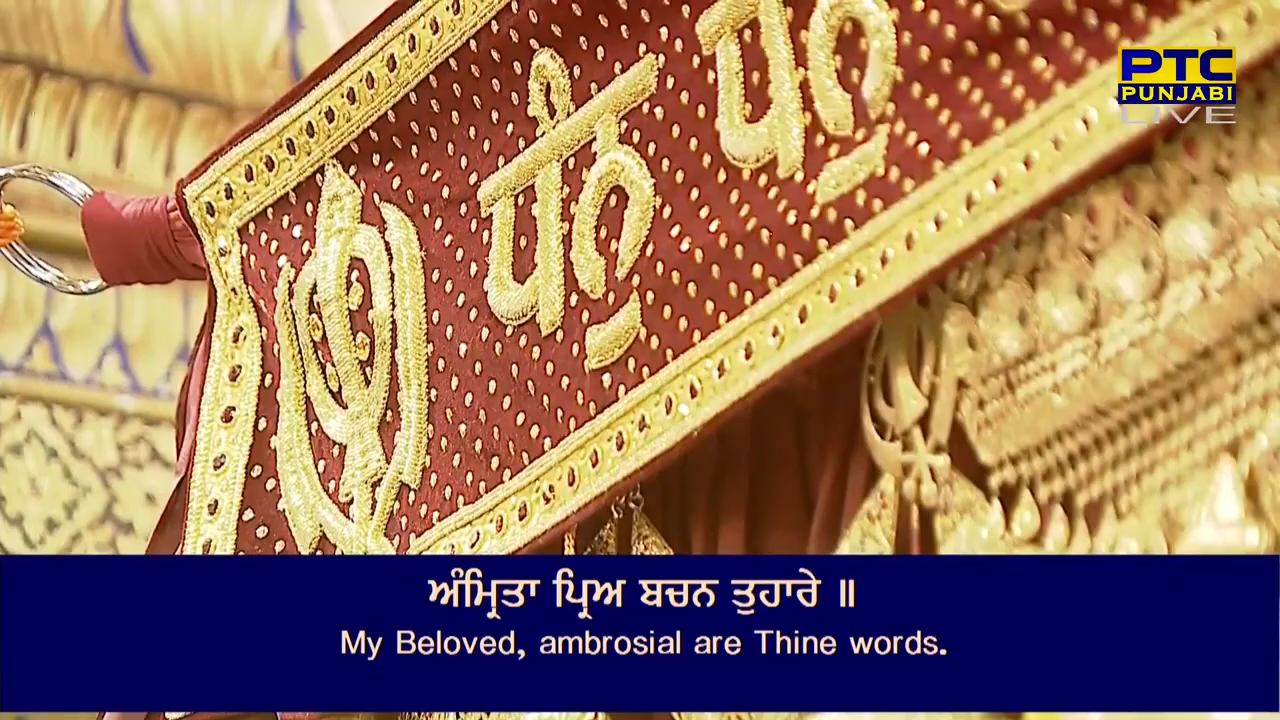 ਧੰਨੁ ਧੰਨੁ
PTC
PUNJABI
LIVE
ਅੰਮ੍ਰਿਤਾ ਪ੍ਰਿਅ ਬਚਨ ਤੁਹਾਰੇ ॥
My Beloved, ambrosial are Thine words.